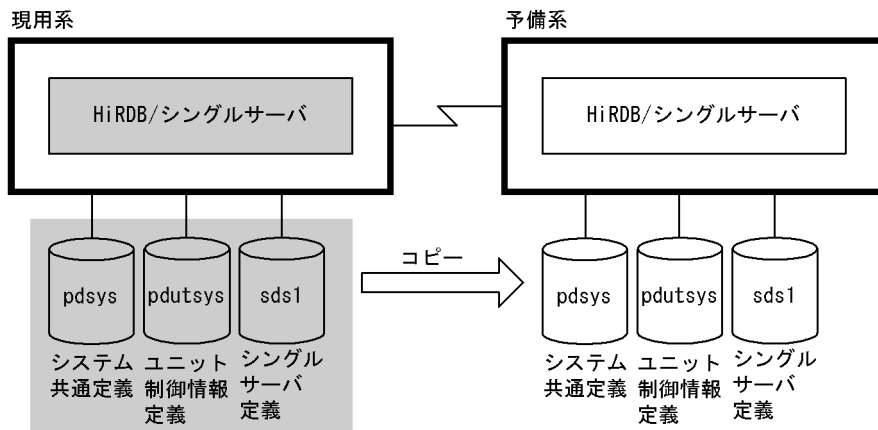 現用系
予備系
HiRDB/シングルサーバ
HiRDB/シングルサーバ
pdsys
pdutsys
sds1
コピー
pdsys
pdutsys
sds1
システム
共通定義
ユニット
制御情報
定義
シングル
サーバ
定義
システム
共通定義
ユニット
制御情報
定義
シングル
サーバ
定義